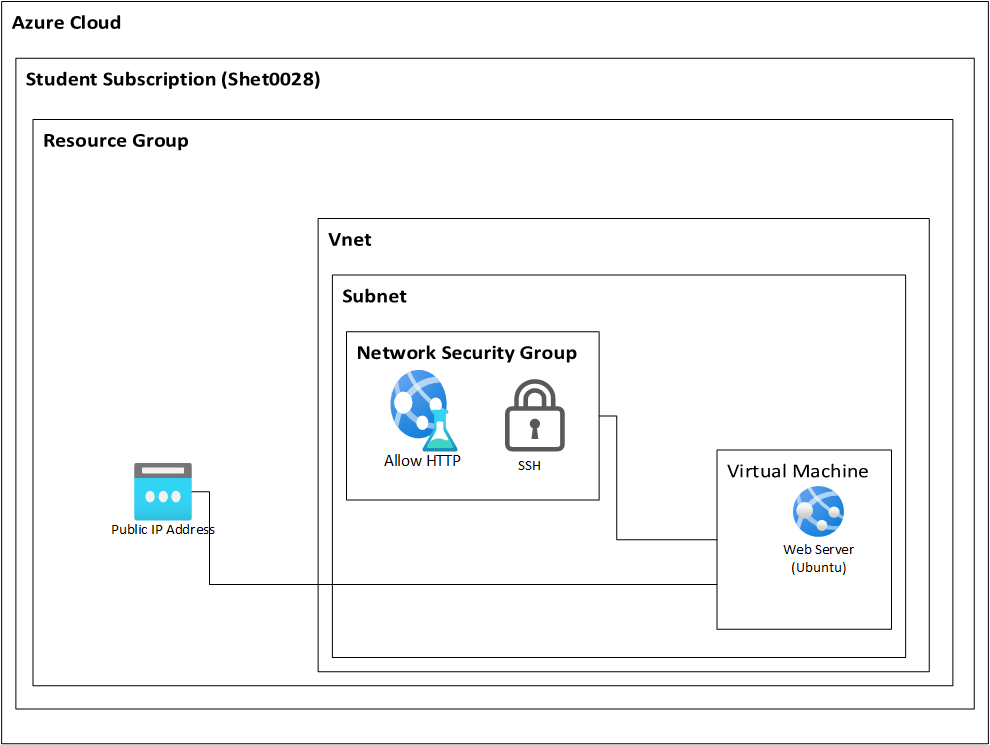 Azure Cloud
Student Subscription (Shet0028)
Resource Group
Vnet
Subnet
Network Security Group
Allow HTTP
SSH
Virtual Machine
Web Server
(Ubuntu)
Public IP Address